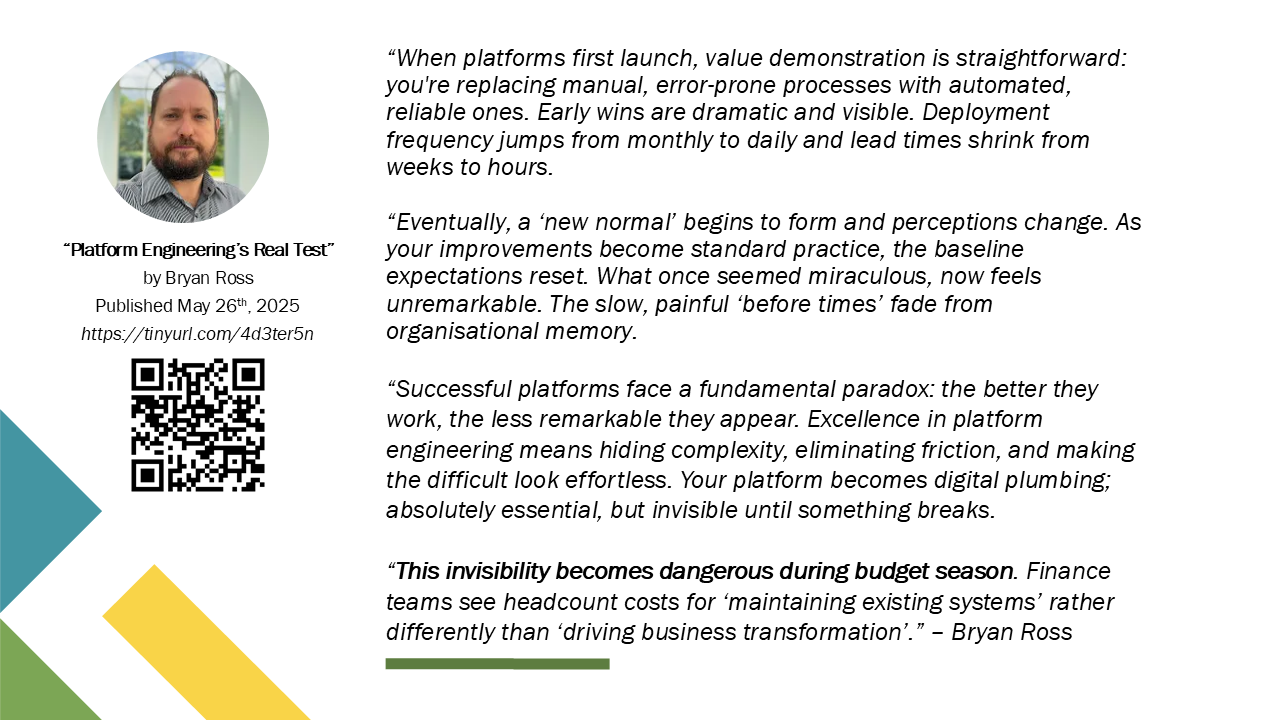 “Platform Engineering’s Real Test”
by Bryan Ross
Published May 26th, 2025
https://tinyurl.com/4d3ter5n
“When platforms first launch, value demonstration is straightforward:
you're replacing manual, error-prone processes with automated,
reliable ones. Early wins are dramatic and visible. Deployment
frequency jumps from monthly to daily and lead times shrink from
weeks to hours.
“Eventually, a ‘new normal’ begins to form and perceptions change. As
your improvements become standard practice, the baseline
expectations reset. What once seemed miraculous, now feels
unremarkable. The slow, painful ‘before times’ fade from
organisational memory.
“Successful platforms face a fundamental paradox: the better they
work, the less remarkable they appear. Excellence in platform
engineering means hiding complexity, eliminating friction, and making
the difficult look effortless. Your platform becomes digital plumbing;
absolutely essential, but invisible until something breaks.
“This invisibility becomes dangerous during budget season. Finance
teams see headcount costs for ‘maintaining existing systems’ rather
differently than ‘driving business transformation’.” – Bryan Ross